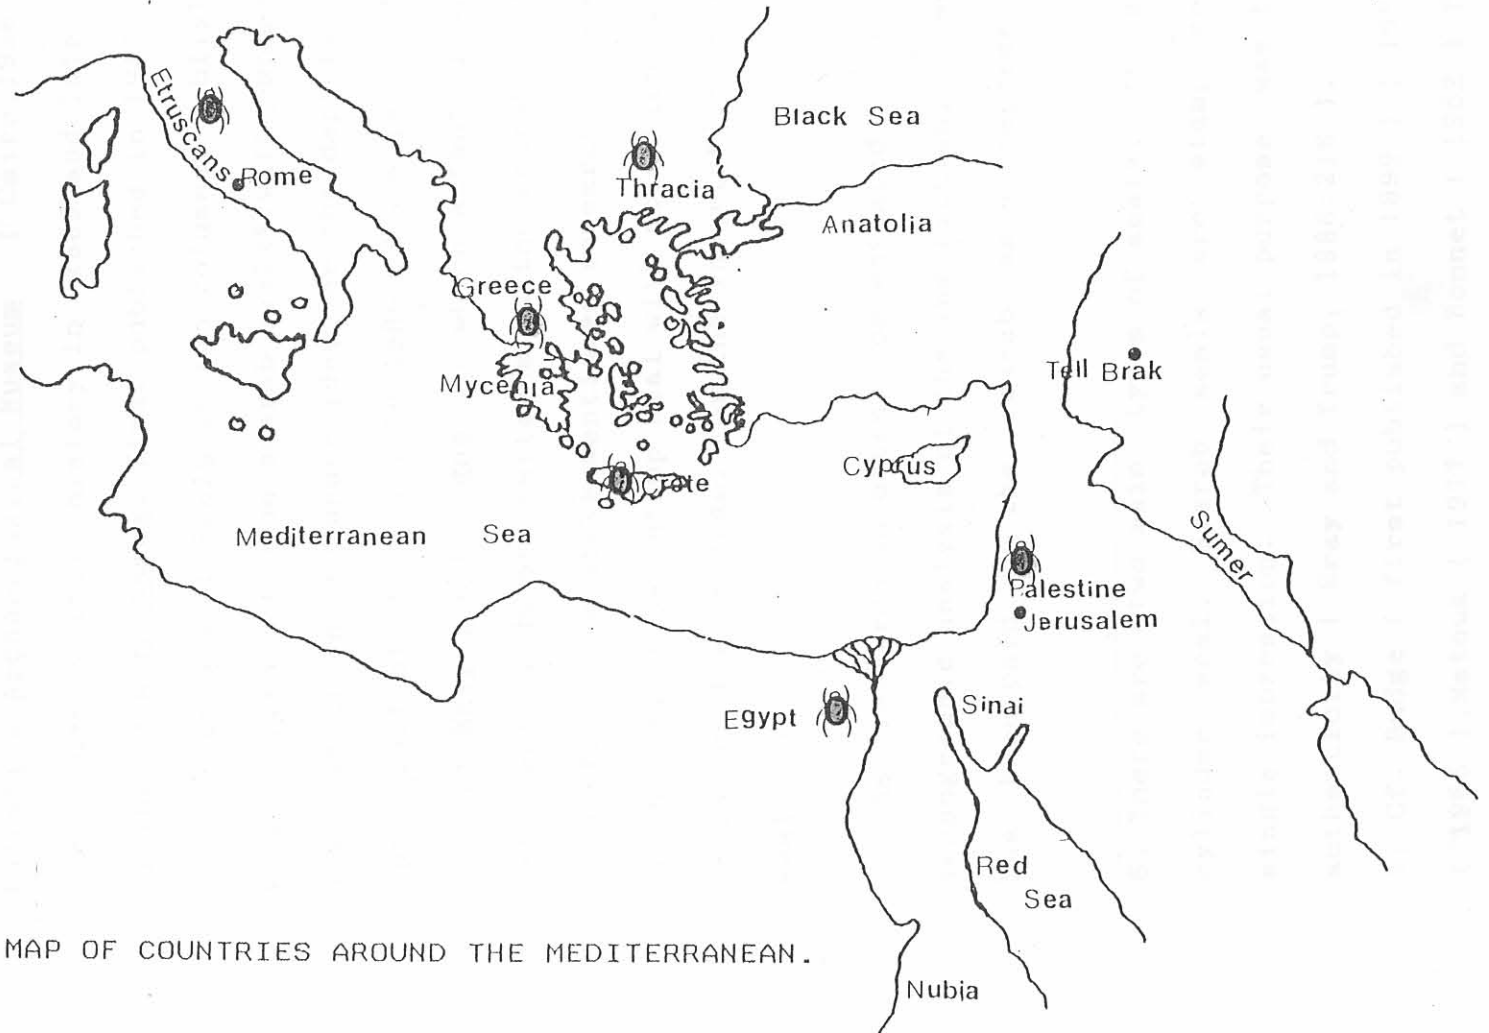 Black Sea
Etruscans
Rome
Thracia
Anatolia
Greece
Tell Brak
Mycenia
Cyprus
Crete
Mediterranean Sea
Sumer
Palestine
Jerusalem
Sinai
Egypt
Red
Sea
MAP OF COUNTRIES AROUND THE MEDITERRANEAN.
Nubia